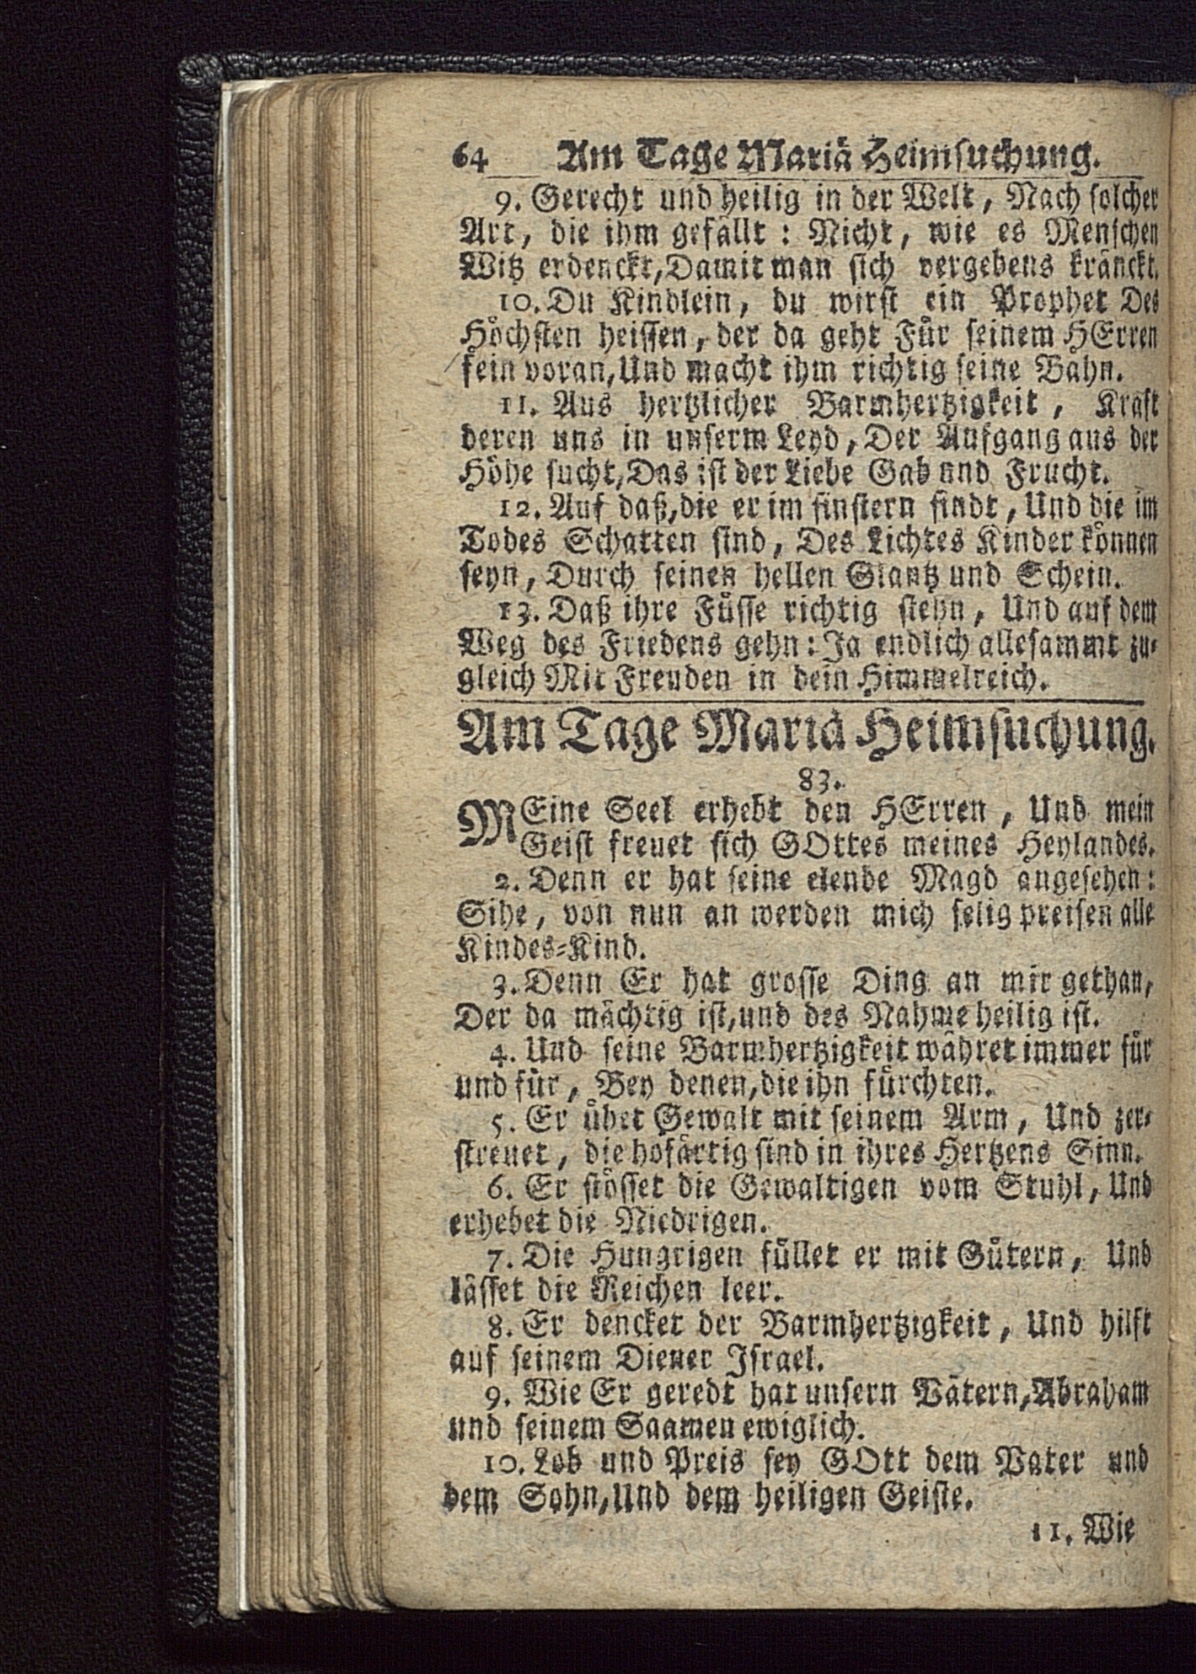 64 Am Tage Mariä Heimsuchung.
9. Gerecht und heilig in der Welt, Nach solcher
Art, die ihm gefällt: Nicht, wie es Menschen
Witz erdenckt, Damit man sich vergebens kränckt.
10. Du Kindlein, du wirst ein Prophet Des
Höchsten heissen, der da geht Für seinem HErren
fein voran, Und macht ihm richtig seine Bahn.
11. Aus hertzlicher Barmhertzigkeit, Kraft
deren uns in unserm Leyd, Der Aufgang aus der
Höhe sucht, Das ist der Liebe Gab und Frucht.
12. Auf daß, die er im finstern findt, Und die im
Todes Schatten sind, Des Lichtes Kinder können
seyn, Durch seinen hellen Glantz und Schein.
13. Daß ihre Füsse richtig stehn, Und auf dem
Weg des Friedens gehn: Ja endlich allesammt zu-
gleich Mit Freuden in dein Himmelreich.
Am Tage Mariä Heimsuchung.
83.
MEine Seel erhebt den HErren, Und mein
Geist freuet sich GOttes meines Heylandes.
2. Denn er hat seine elende Magd angesehen:
Sihe, von nun an werden mich selig preisen alle
Kindes-Kind.
3. Denn Er hat grosse Ding an mir gethan,
Der da mächtig ist, und des Nahme heilig ist.
4. Und seine Barmhertzigkeit währet immer für
und für, Bey denen, die ihn fürchten.
5. Er übet Gewalt mit seinem Arm, Und zer-
streuet, die hofärtig sind in ihres Hertzens Sinn.
6. Er stösset die Gewaltigen vom Stuhl, Und
erhebet die Niedrigen.
7. Die Hungrigen füllet er mit Gütern, Und
lässet die Reichen leer.
8. Er dencket der Barmhertzigkeit, Und hilft
auf seinem Diener Israel.
9. Wie Er geredt hat unsern Vätern, Abraham
und seinem Saamen ewiglich.
10. Lob und Preis sey GOtt dem Vater und
dem Sohn, Und dem heiligen Geiste.
11. Wie